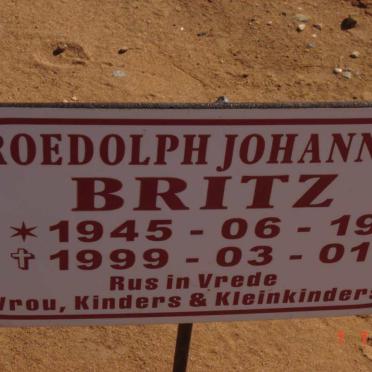 ROEDOLPH JOHANN
BRITZ
* 1945 - 06 - 19
✝ 1999 - 03 - 01
Rus in Vrede
Vrou, Kinders & Kleinkinders